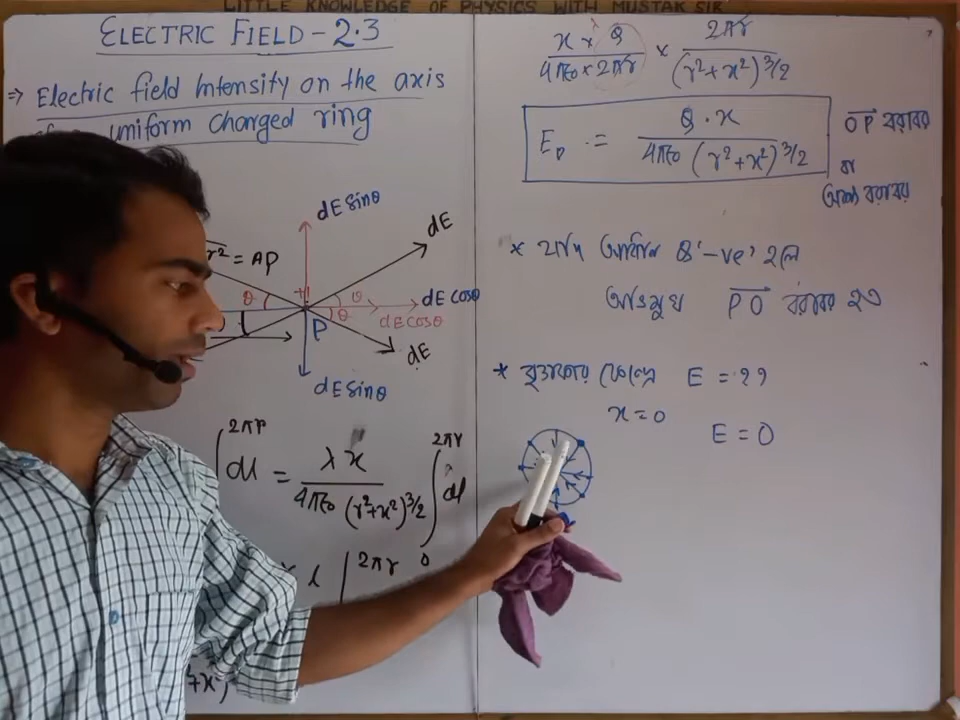 LITTLE KNOWLEDGE OF PHYSICS WITH MUSTAK SIR
ELECTRIC FIELD - 2.3
⇒ Electric field Intensity on the axis
uniform charged ring
r² = AP
dE sinθ
dE
θ
θ
dE cosθ
θ
dE cosθ
P
dE
dE sinθ
∫ 2πr dl = λx / 4πε₀ (r²+x²)^3/2 ∫ 2πr 0 dl
l | 2πr
x × Q / 4πε₀ × 2πr × 2πr / (r²+x²)^3/2
E_P = Q·x / 4πε₀ (r²+x²)^3/2
OP বরাবর
বা
অক্ষ বরাবর
* যদি আধান Q '-ve' হলে
অভিমুখ PO বরাবর হত
* বৃত্তাকার কেন্দ্রে E = ??
x = 0
E = 0